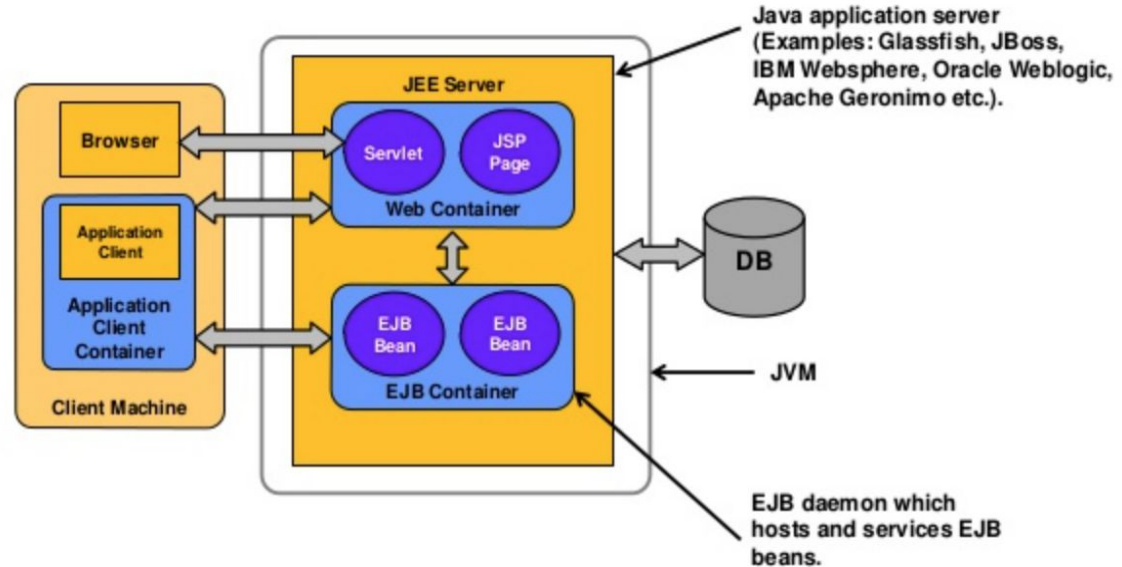 Java application server
(Examples: Glassfish, JBoss,
IBM Websphere, Oracle Weblogic,
Apache Geronimo etc.).
JEE Server
Browser
Servlet
JSP
Page
Web Container
Application
Client
Application
Client
Container
Client Machine
EJB
Bean
EJB
Bean
EJB Container
DB
JVM
EJB daemon which
hosts and services EJB
beans.